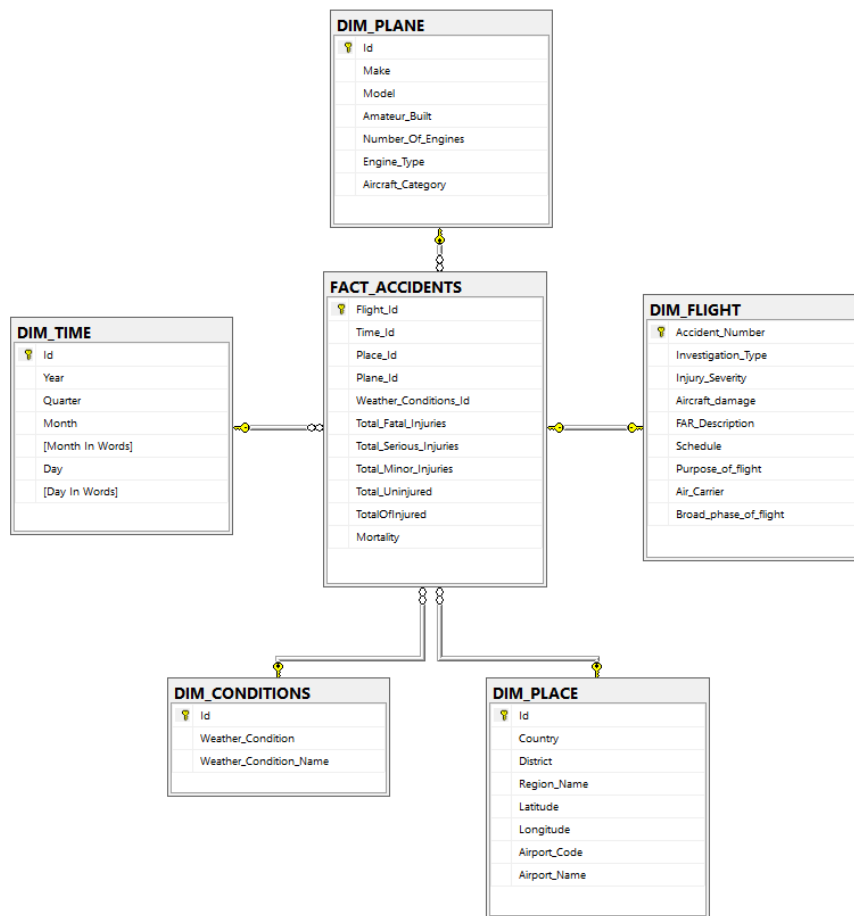 DIM_PLANE
Id
Make
Model
Amateur_Built
Number_Of_Engines
Engine_Type
Aircraft_Category
FACT_ACCIDENTS
Flight_Id
Time_Id
Place_Id
Plane_Id
Weather_Conditions_Id
Total_Fatal_Injuries
Total_Serious_Injuries
Total_Minor_Injuries
Total_Uninjured
TotalOfInjured
Mortality
DIM_TIME
Id
Year
Quarter
Month
[Month In Words]
Day
[Day In Words]
DIM_FLIGHT
Accident_Number
Investigation_Type
Injury_Severity
Aircraft_damage
FAR_Description
Schedule
Purpose_of_flight
Air_Carrier
Broad_phase_of_flight
DIM_CONDITIONS
Id
Weather_Condition
Weather_Condition_Name
DIM_PLACE
Id
Country
District
Region_Name
Latitude
Longitude
Airport_Code
Airport_Name